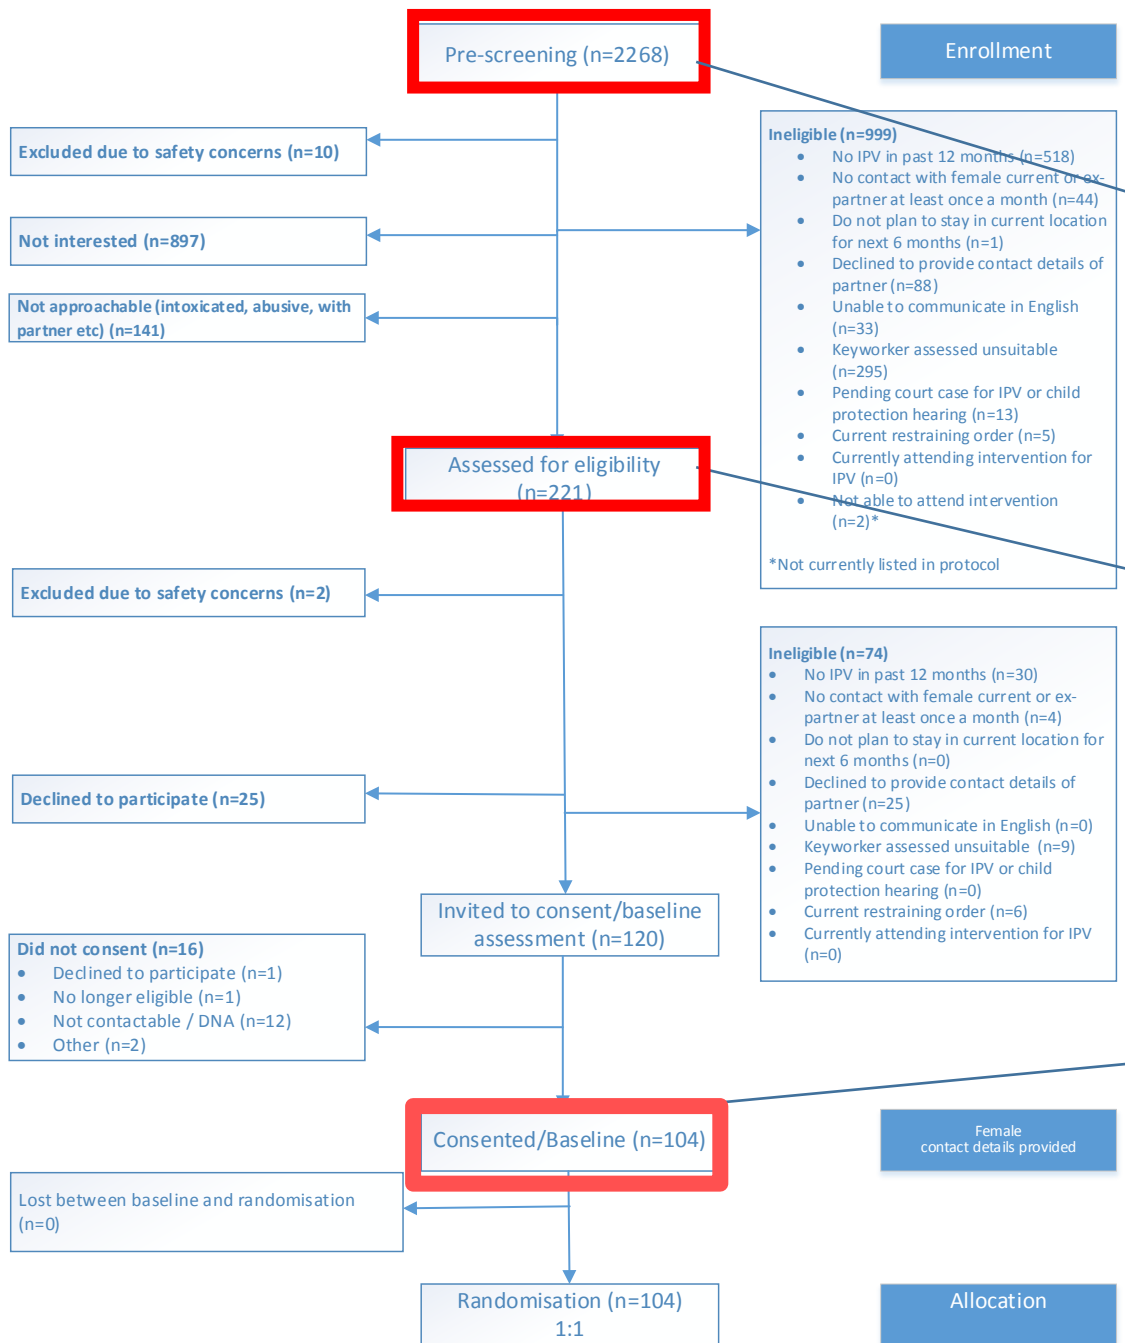 Pre-screening (n=2268)
Enrollment
Excluded due to safety concerns (n=10)
Not interested (n=897)
Not approachable (intoxicated, abusive, with
partner etc) (n=141)
Ineligible (n=999)
• No IPV in past 12 months (n=518)
• No contact with female current or ex-
partner at least once a month (n=44)
• Do not plan to stay in current location
for next 6 months (n=1)
• Declined to provide contact details of
partner (n=88)
• Unable to communicate in English
(n=33)
• Keyworker assessed unsuitable
(n=295)
• Pending court case for IPV or child
protection hearing (n=13)
• Current restraining order (n=5)
• Currently attending intervention for
IPV (n=0)
• Not able to attend intervention
(n=2)*
*Not currently listed in protocol
Assessed for eligibility
(n=221)
Excluded due to safety concerns (n=2)
Declined to participate (n=25)
Ineligible (n=74)
• No IPV in past 12 months (n=30)
• No contact with female current or ex-
partner at least once a month (n=4)
• Do not plan to stay in current location for
next 6 months (n=0)
• Declined to provide contact details of
partner (n=25)
• Unable to communicate in English (n=0)
• Keyworker assessed unsuitable (n=9)
• Pending court case for IPV or child
protection hearing (n=0)
• Current restraining order (n=6)
• Currently attending intervention for IPV
(n=0)
Invited to consent/baseline
assessment (n=120)
Did not consent (n=16)
• Declined to participate (n=1)
• No longer eligible (n=1)
• Not contactable / DNA (n=12)
• Other (n=2)
Consented/Baseline (n=104)
Female
contact details provided
Lost between baseline and randomisation
(n=0)
Randomisation (n=104)
1:1
Allocation